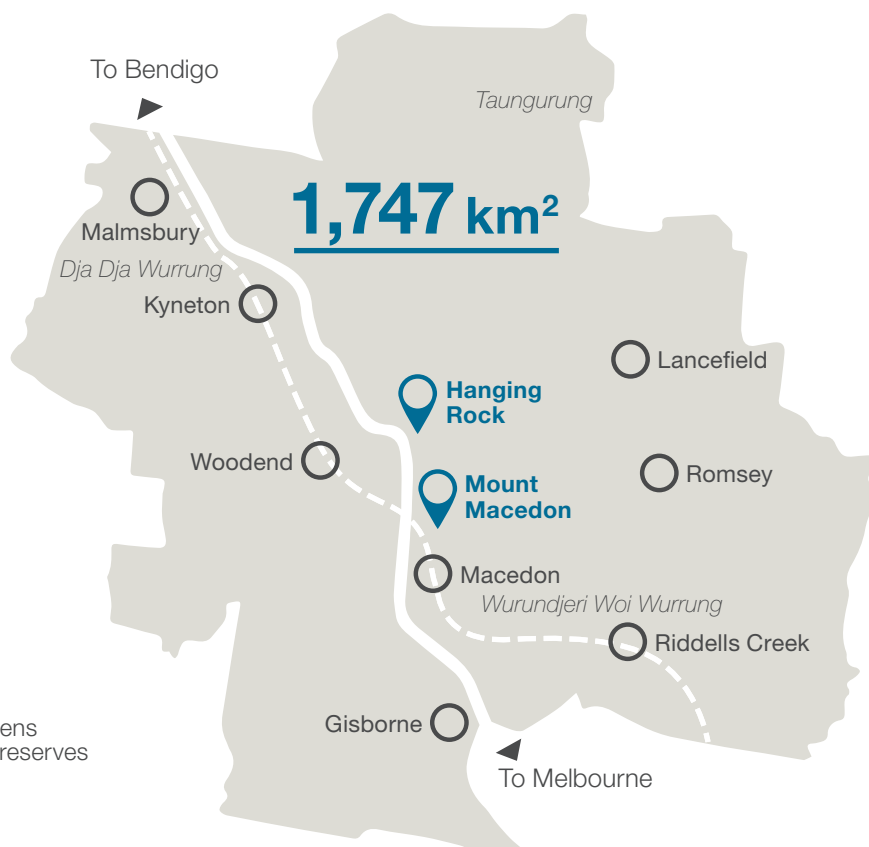 To Bendigo
Taungurung
1,747 km²
Malmsbury
Dja Dja Wurrung
Kyneton
Lancefield
Hanging
Rock
Woodend
Romsey
Mount
Macedon
Macedon
Wurundjeri Woi Wurrung
Riddells Creek
Gisborne
ens
reserves
To Melbourne